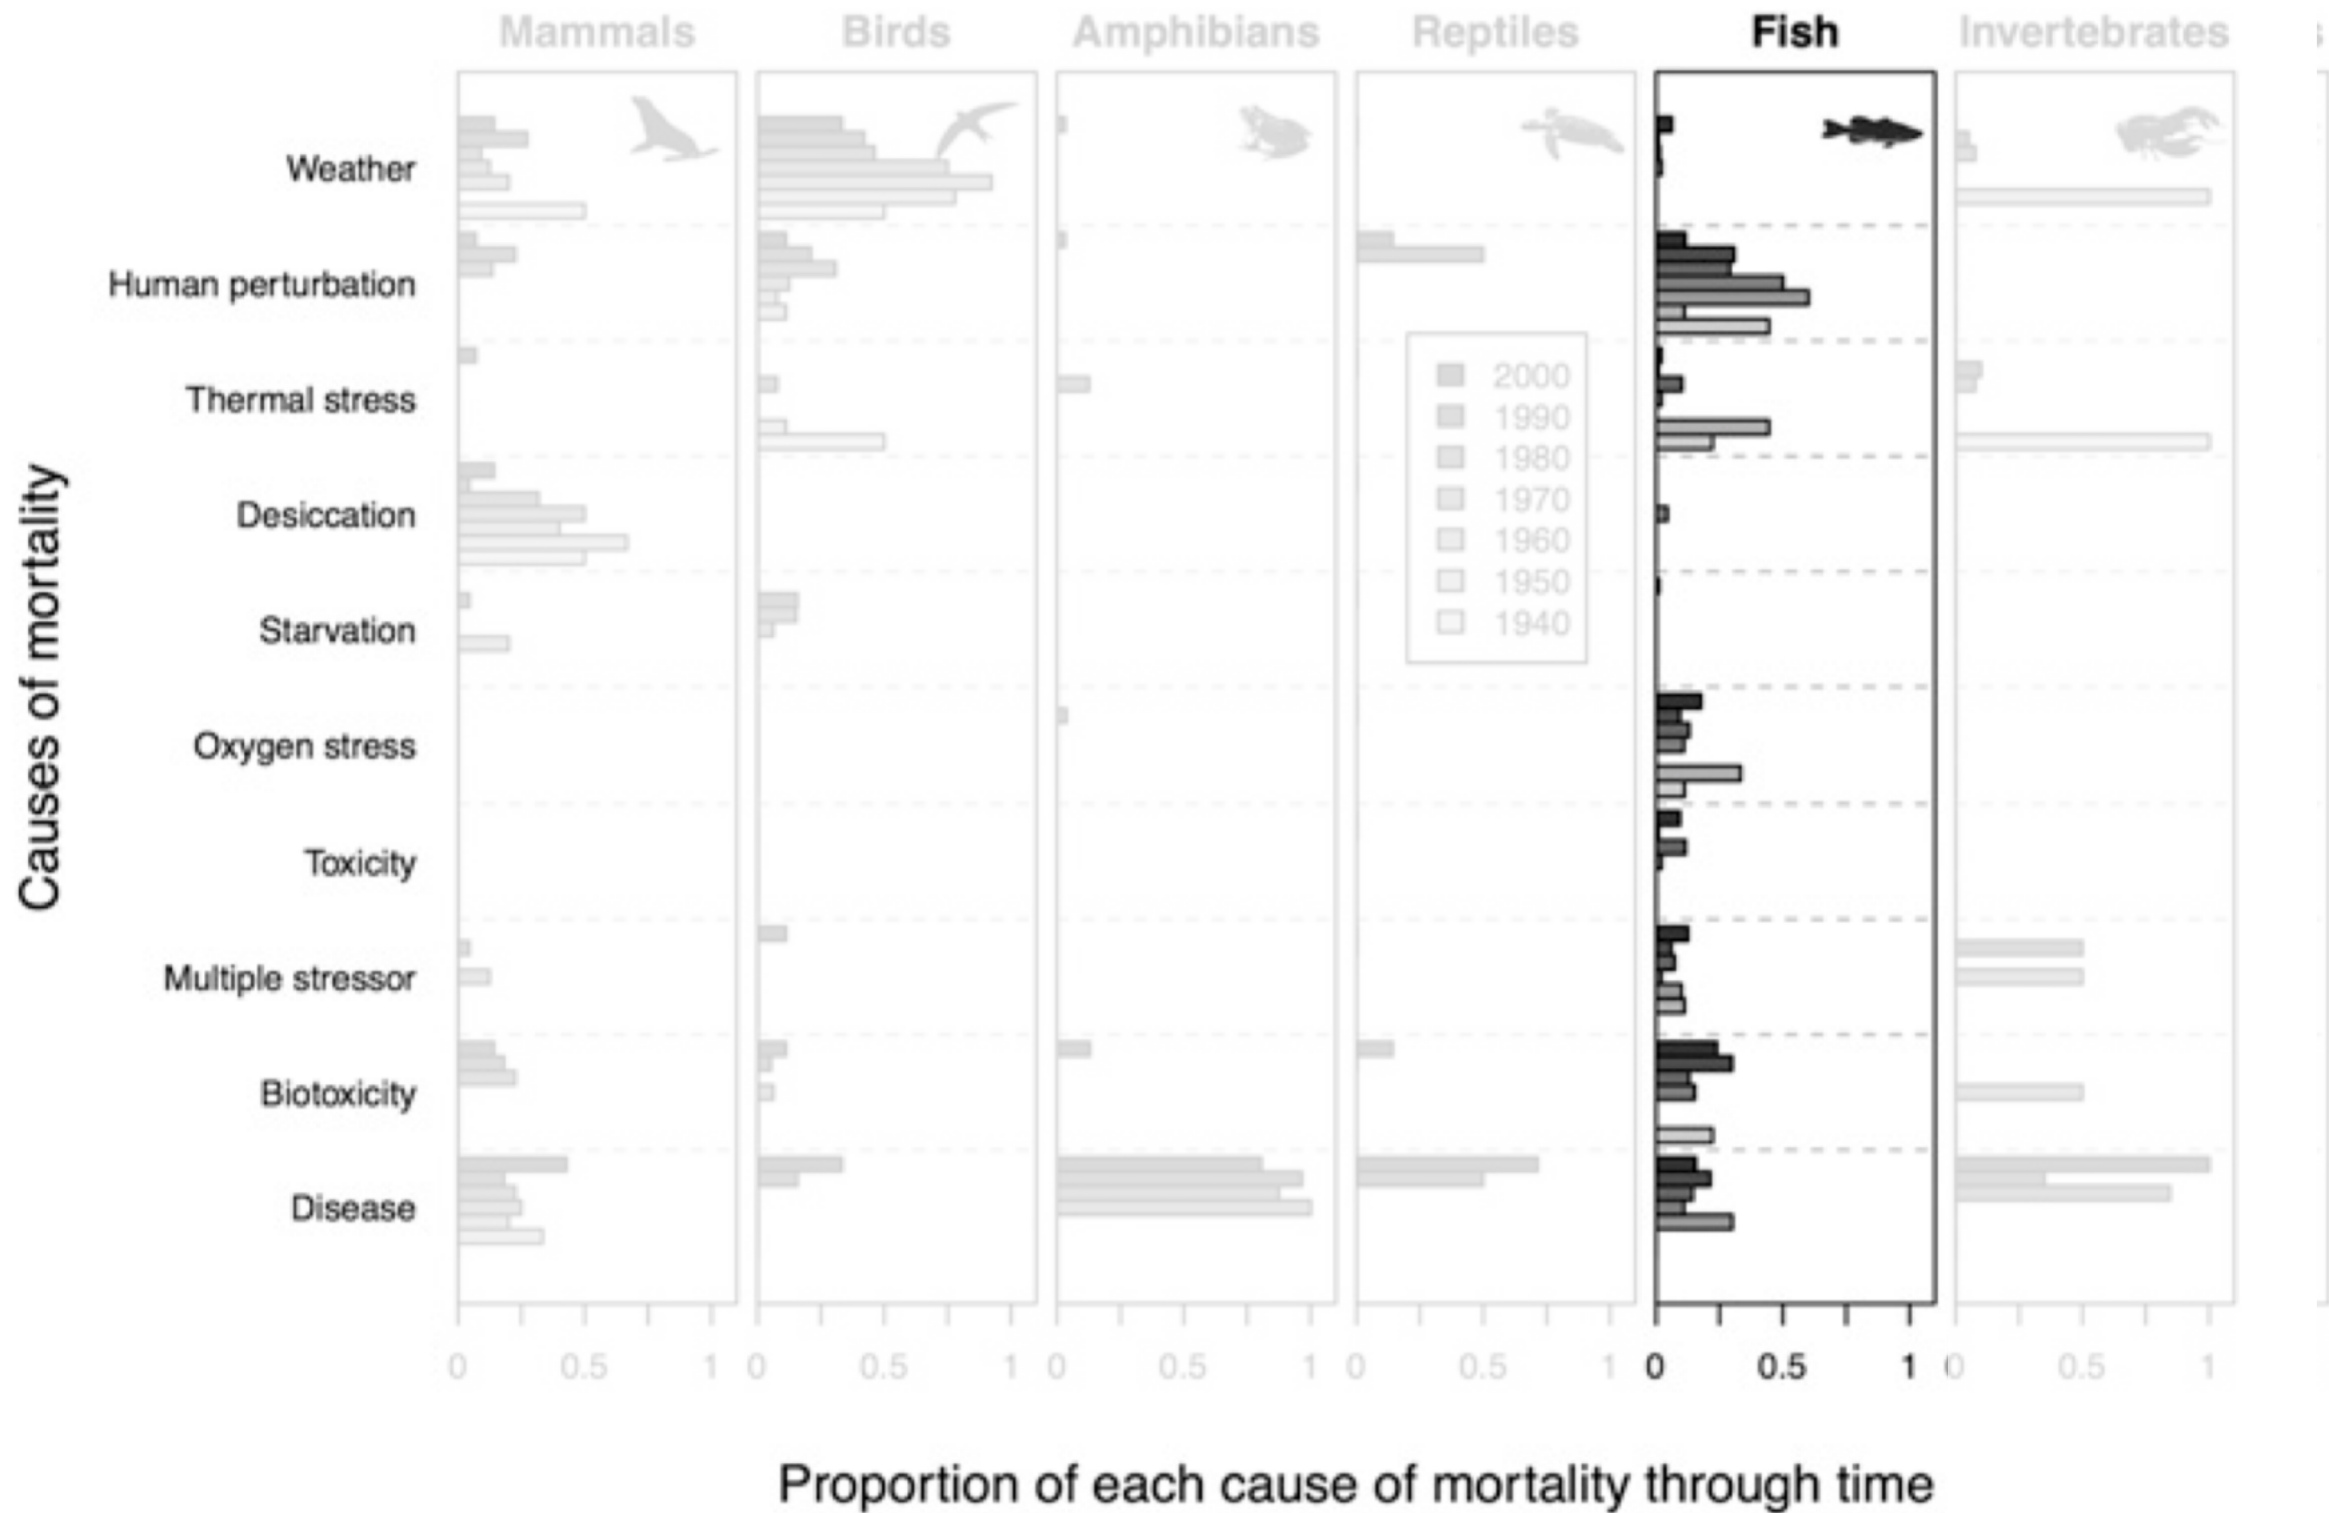 Mammals Birds Amphibians Reptiles Fish Invertebrates s
Weather
Human perturbation
Thermal stress
Desiccation
Starvation
Oxygen stress
Toxicity
Multiple stressor
Biotoxicity
Disease
Causes of mortality
2000
1990
1980
1970
1960
1950
1940
0 0.5 1 0 0.5 1 0 0.5 1 0 0.5 1 0 0.5 1 0 0.5 1
Proportion of each cause of mortality through time